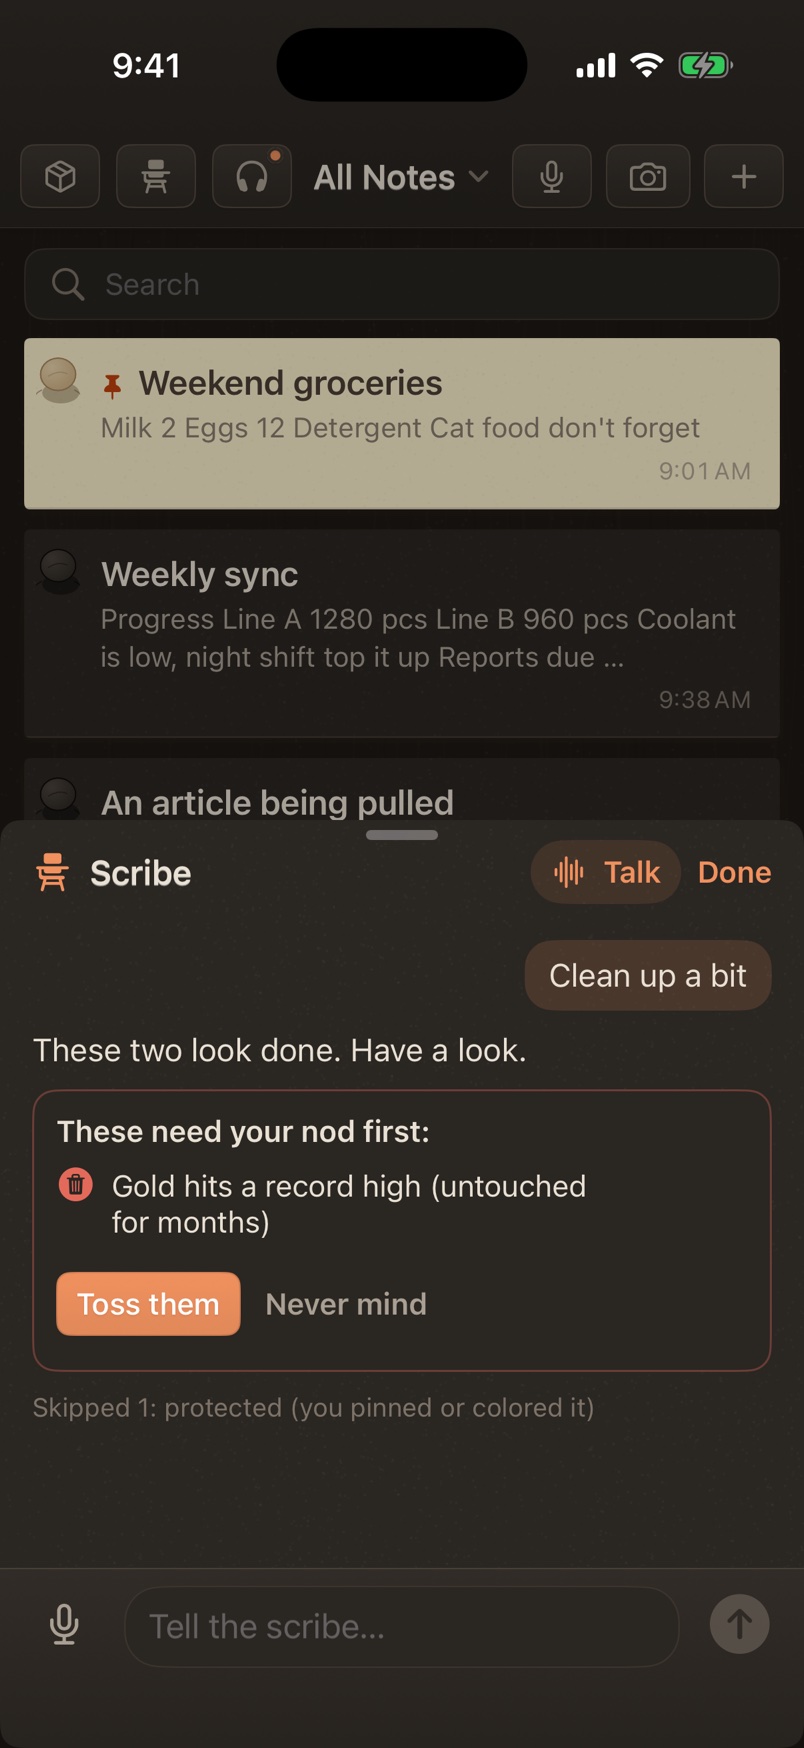 9:41
All Notes
Search
Weekend groceries
Milk 2 Eggs 12 Detergent Cat food don't forget
9:01 AM
Weekly sync
Progress Line A 1280 pcs Line B 960 pcs Coolant
is low, night shift top it up Reports due ...
9:38 AM
An article being pulled
Scribe
Talk
Done
Clean up a bit
These two look done. Have a look.
These need your nod first:
Gold hits a record high (untouched
for months)
Toss them
Never mind
Skipped 1: protected (you pinned or colored it)
Tell the scribe...